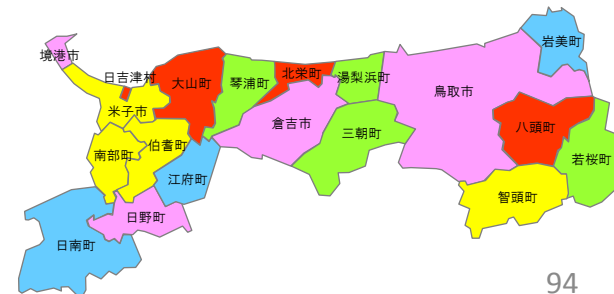 境港市
岩美町
日吉津村
大山町
琴浦町
北栄町
湯梨浜町
鳥取市
米子市
倉吉市
三朝町
八頭町
南部町
伯耆町
若桜町
江府町
智頭町
日野町
日南町
94